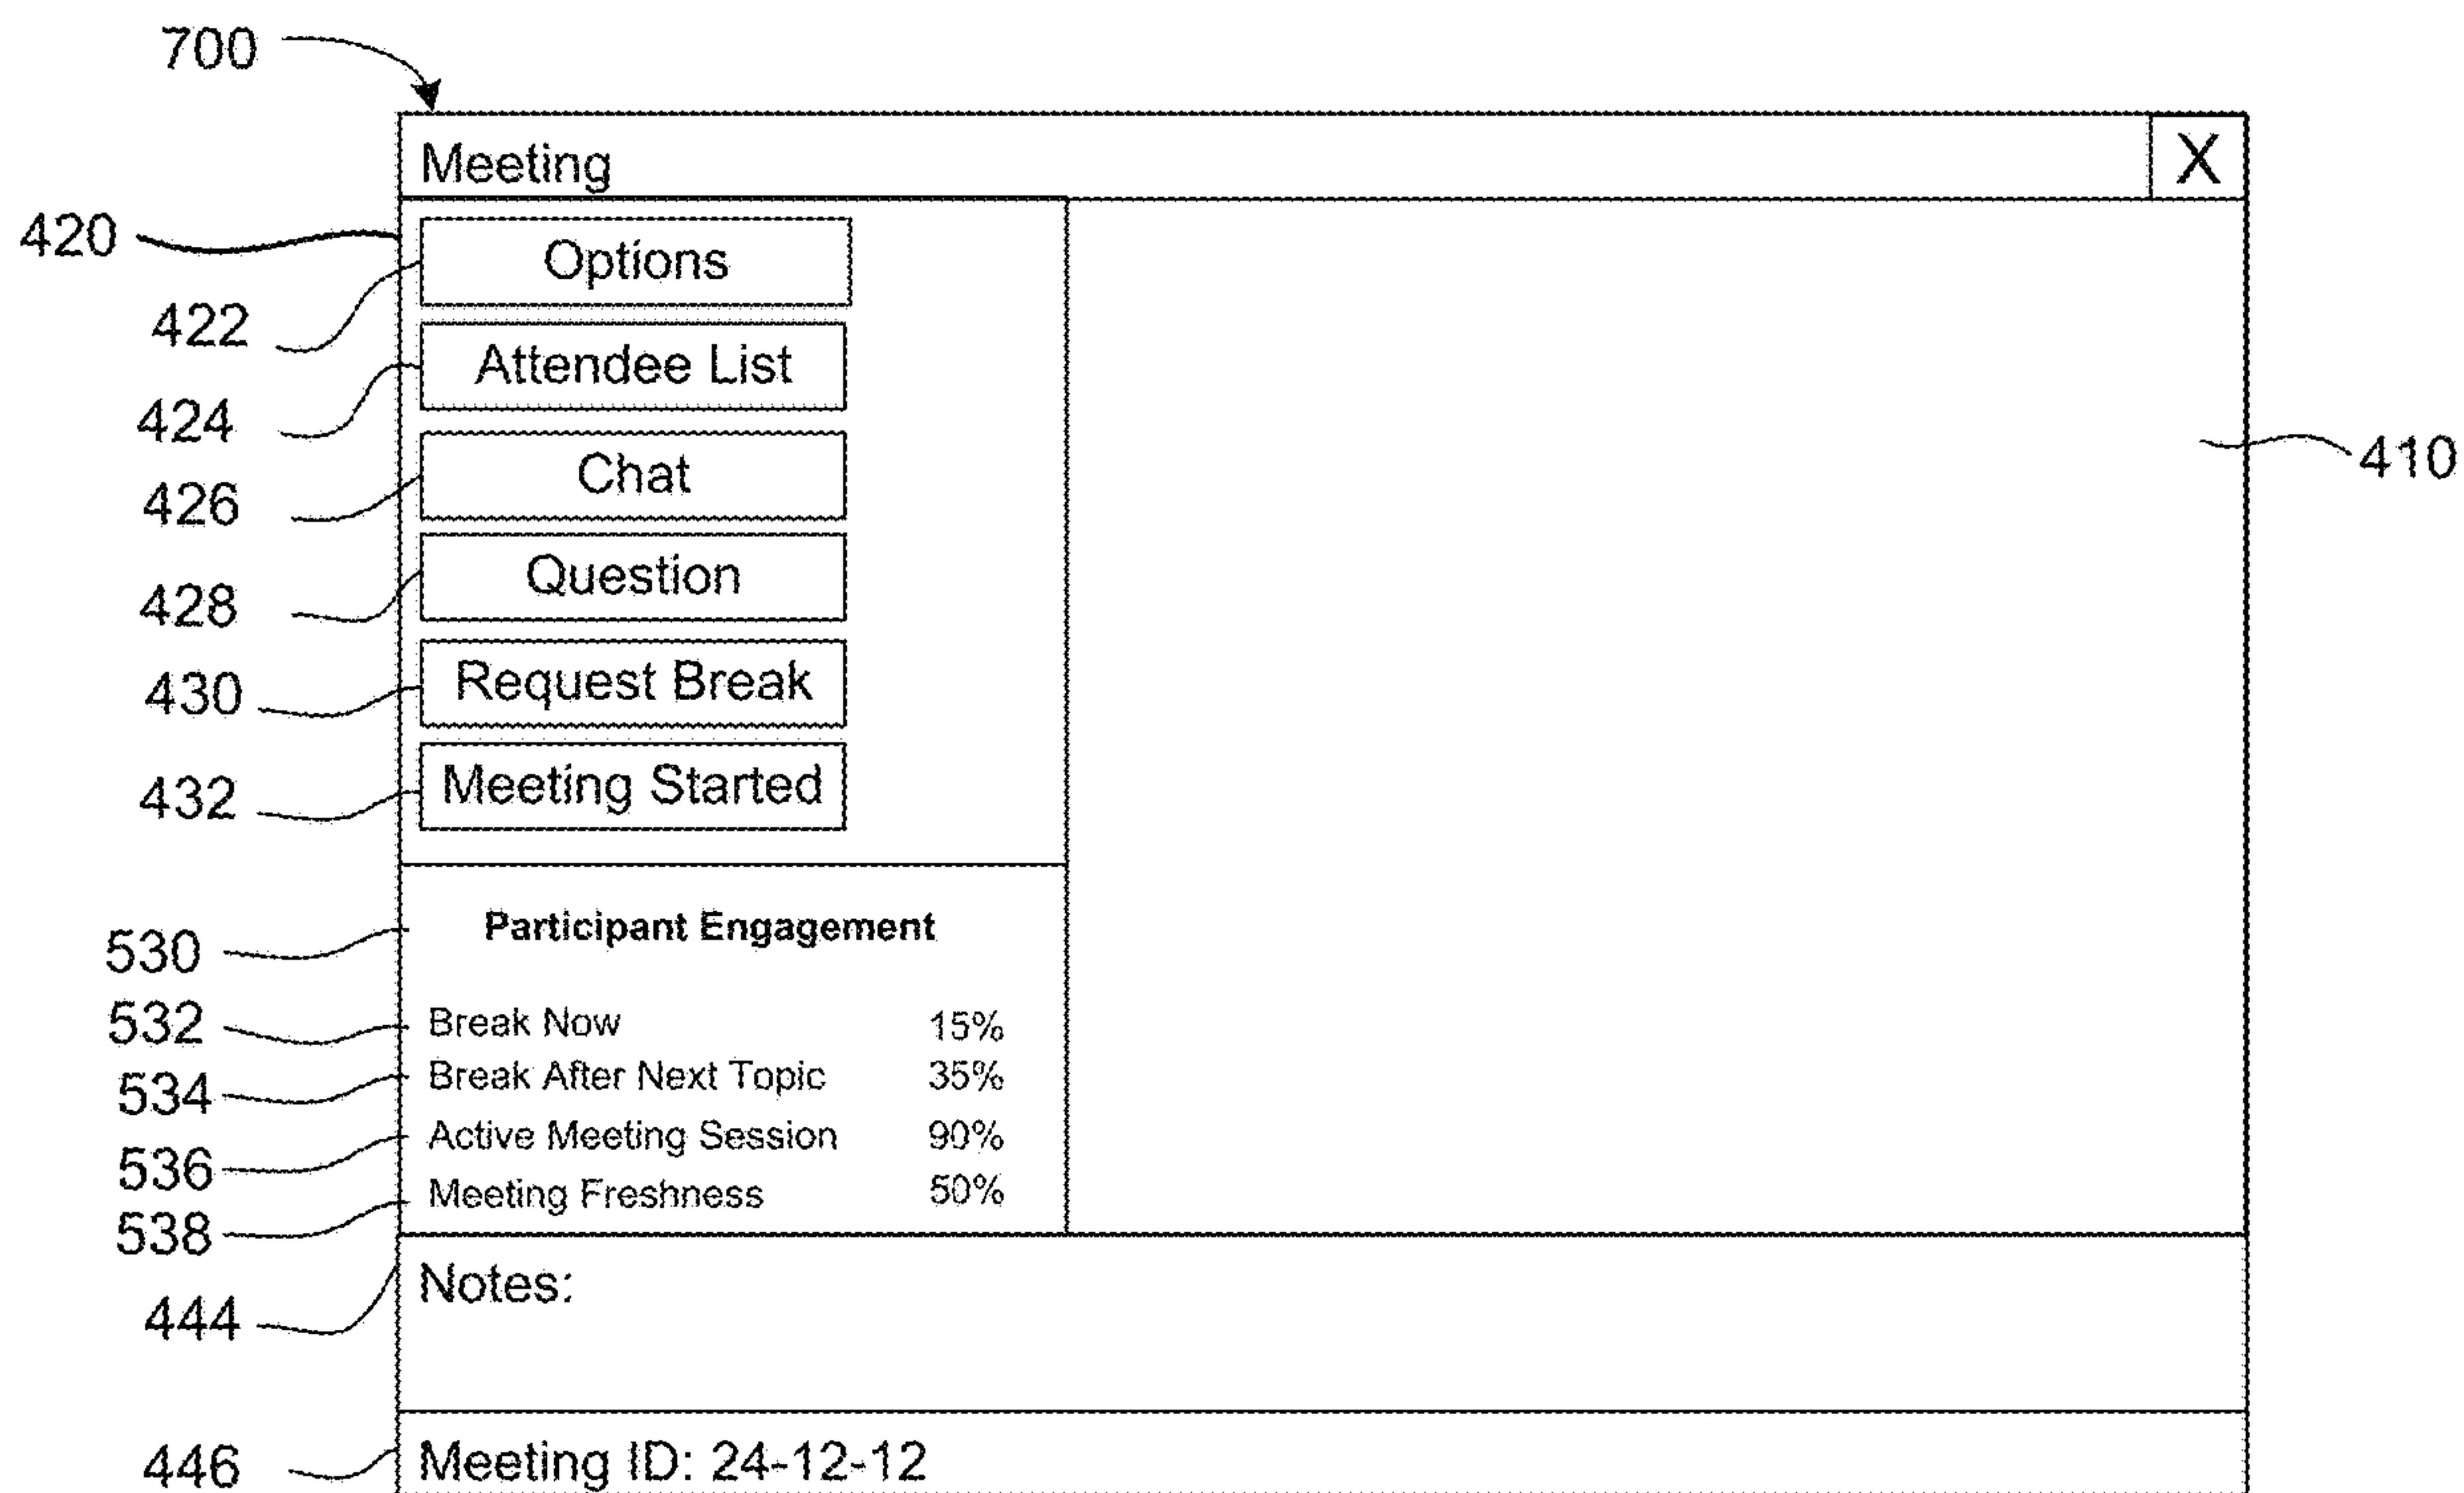 700
Meeting X
420
Options
422
Attendee List
424
Chat
426
410
Question
428
Request Break
430
Meeting Started
432
Participant Engagement
530
532 Break Now 15%
534 Break After Next Topic 35%
536 Active Meeting Session 90%
538 Meeting Freshness 50%
Notes:
444
446 Meeting ID: 24-12-12